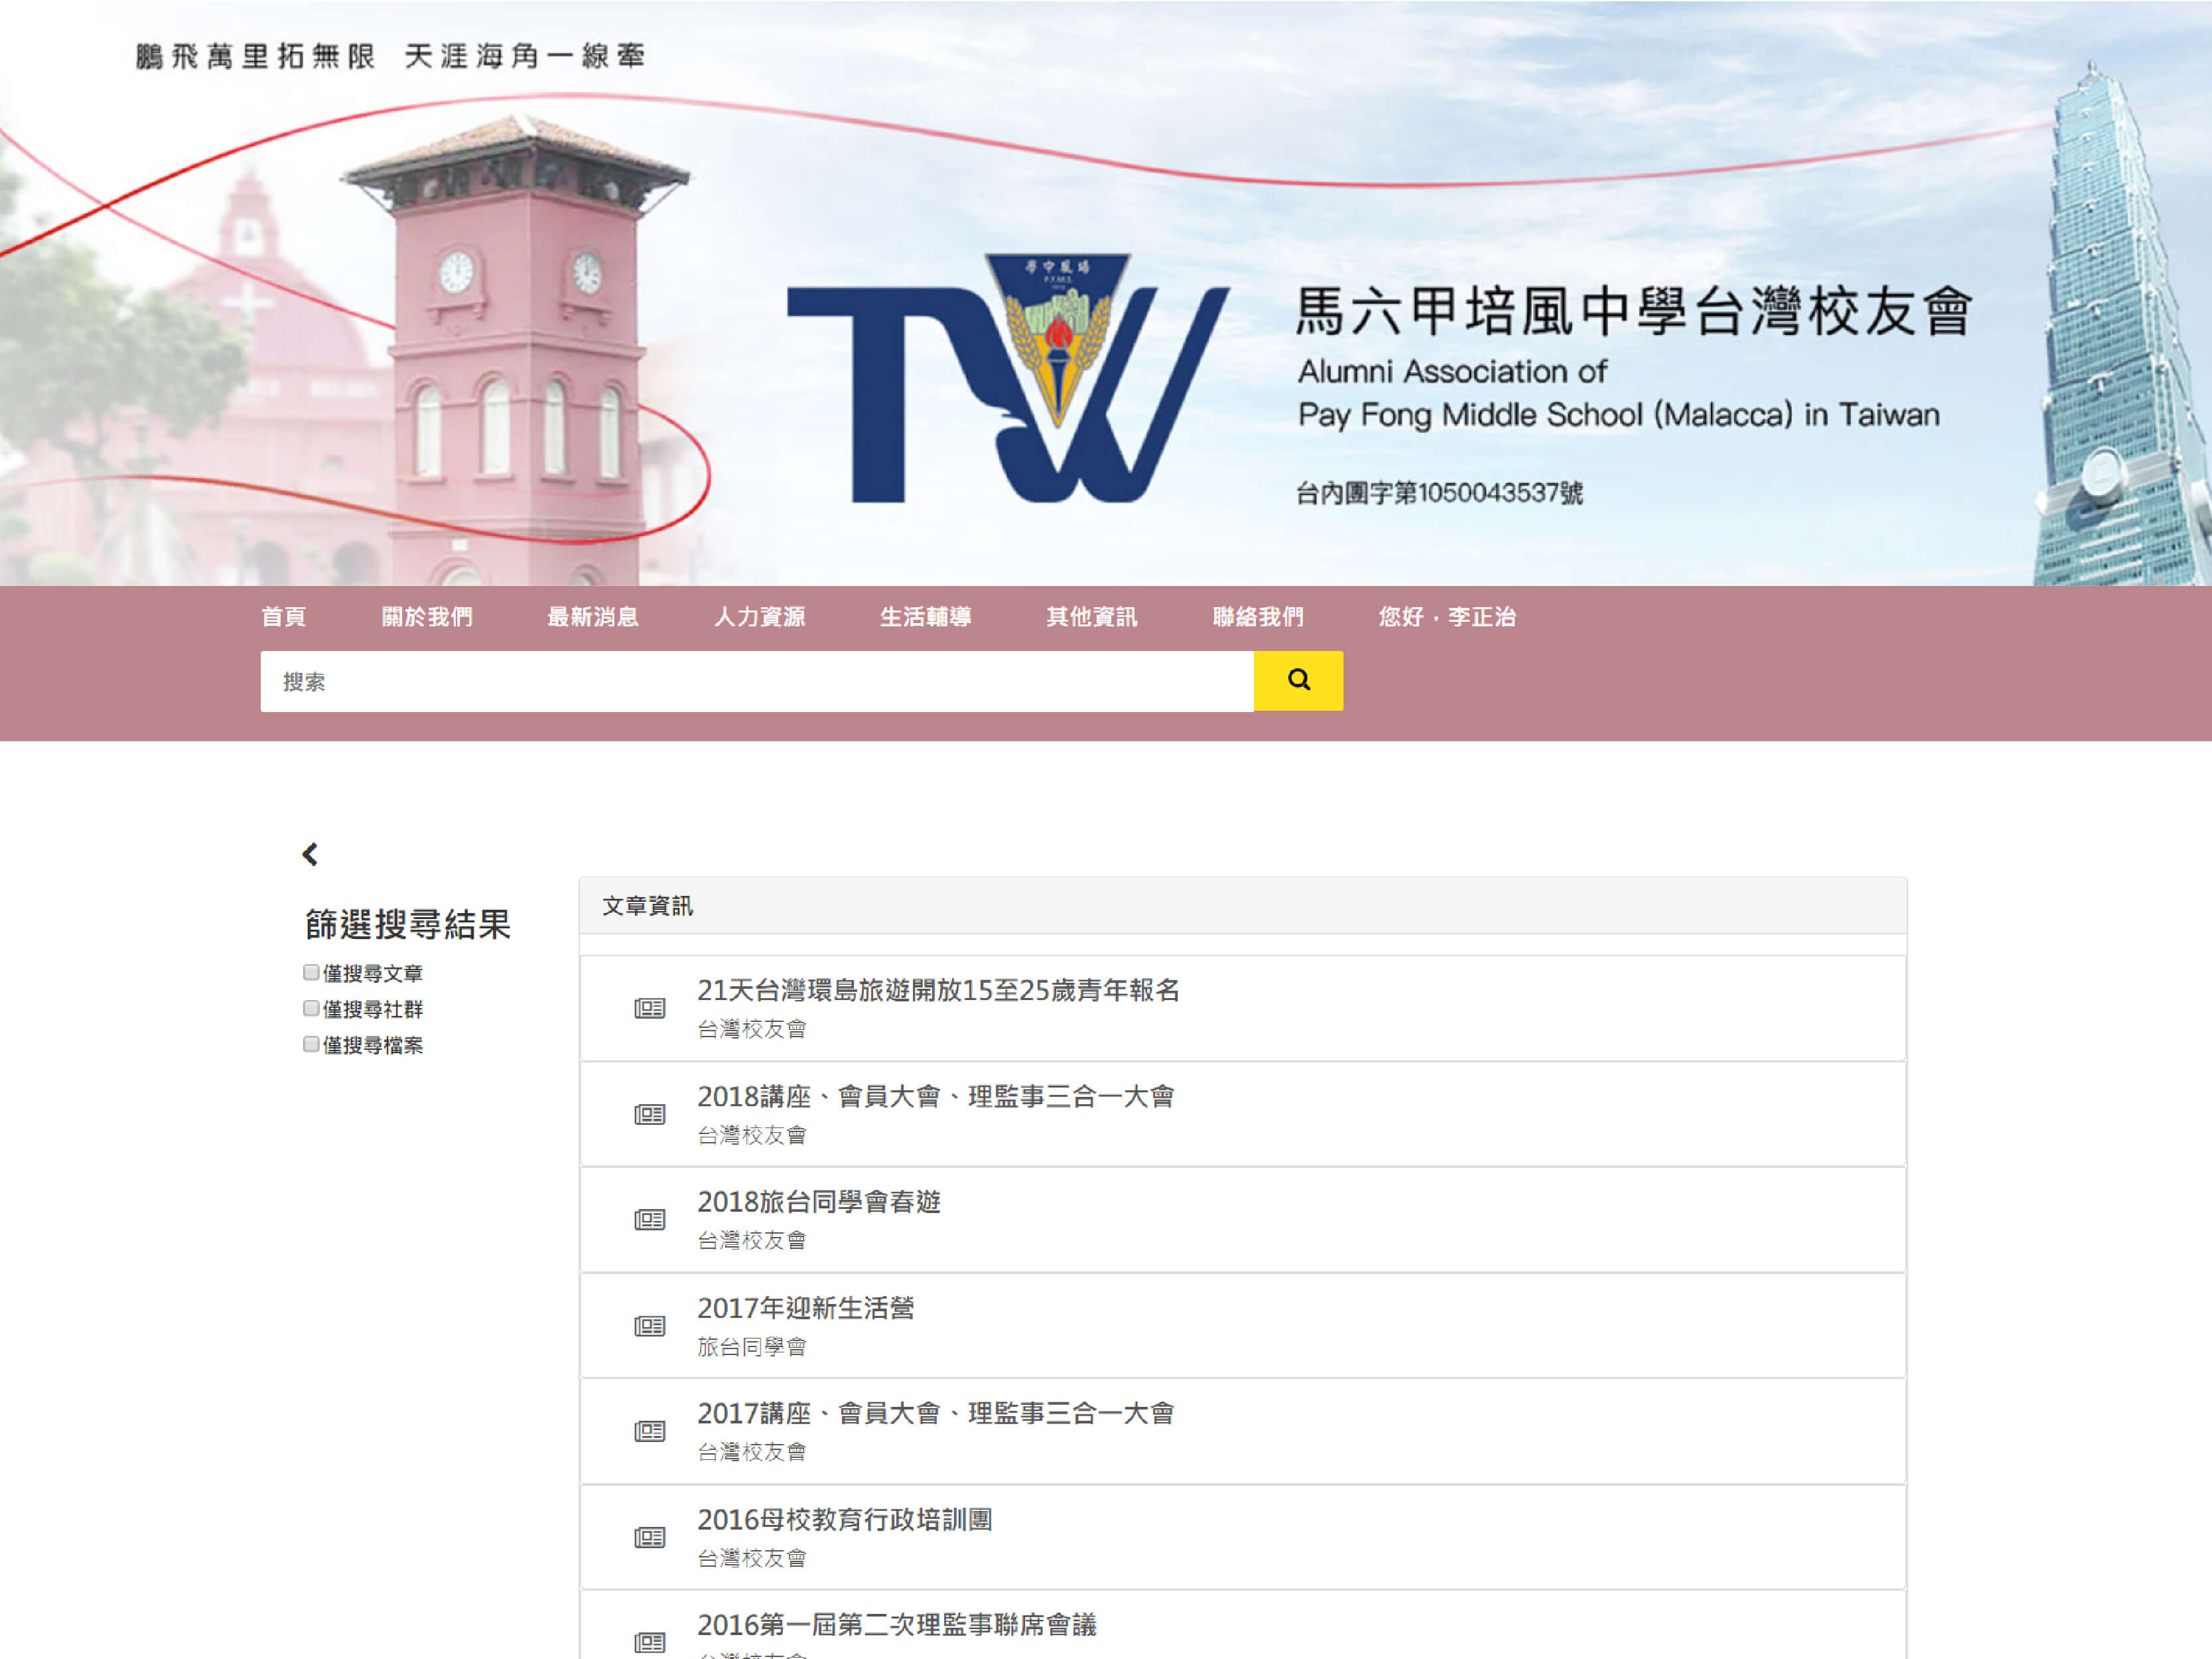 鵬飛萬里拓無限 天涯海角一線牽
學中風培
馬六甲培風中學台灣校友會
Alumni Association of
Pay Fong Middle School (Malacca) in Taiwan
台內團字第1050043537號
TW
首頁 關於我們 最新消息 人力資源 生活輔導 其他資訊 聯絡我們 您好，李正治
搜索
篩選搜尋結果
僅搜尋文章
僅搜尋社群
僅搜尋檔案
文章資訊
21天台灣環島旅遊開放15至25歲青年報名
台灣校友會
2018講座、會員大會、理監事三合一大會
台灣校友會
2018旅台同學會春遊
台灣校友會
2017年迎新生活營
旅台同學會
2017講座、會員大會、理監事三合一大會
台灣校友會
2016母校教育行政培訓團
台灣校友會
2016第一屆第二次理監事聯席會議